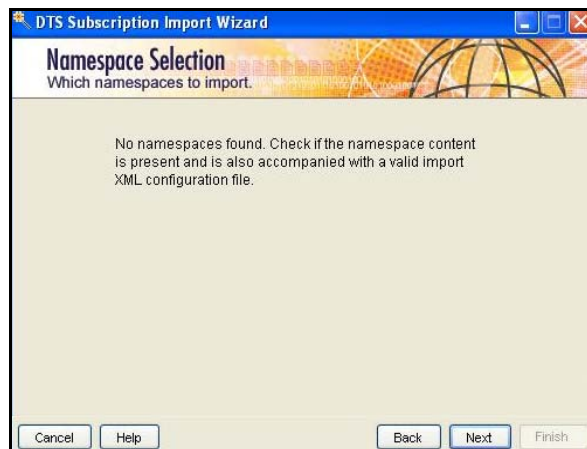 DTS Subscription Import Wizard
Namespace Selection
Which namespaces to import.
No namespaces found. Check if the namespace content
is present and is also accompanied with a valid import
XML configuration file.
Cancel Help Back Next Finish